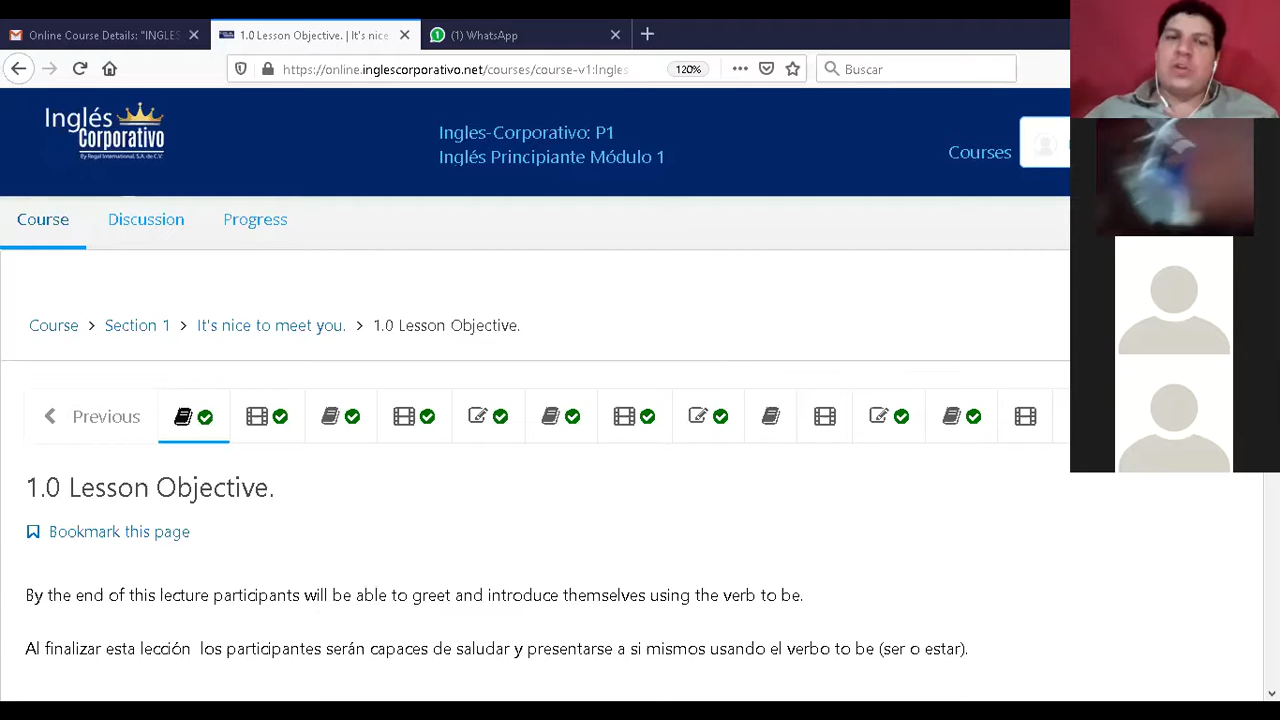 Online Course Details: "INGLES
1.0 Lesson Objective. | It's nice
(1) WhatsApp
https://online.inglescorporativo.net/courses/course-v1:Ingles
120%
Buscar
Inglés
Corporativo
By Regal International, S.A. de C.V.
Ingles-Corporativo: P1
Inglés Principiante Módulo 1
Courses
Course
Discussion
Progress
Course > Section 1 > It's nice to meet you. > 1.0 Lesson Objective.
Previous
1.0 Lesson Objective.
Bookmark this page
By the end of this lecture participants will be able to greet and introduce themselves using the verb to be.
Al finalizar esta lección los participantes serán capaces de saludar y presentarse a si mismos usando el verbo to be (ser o estar).